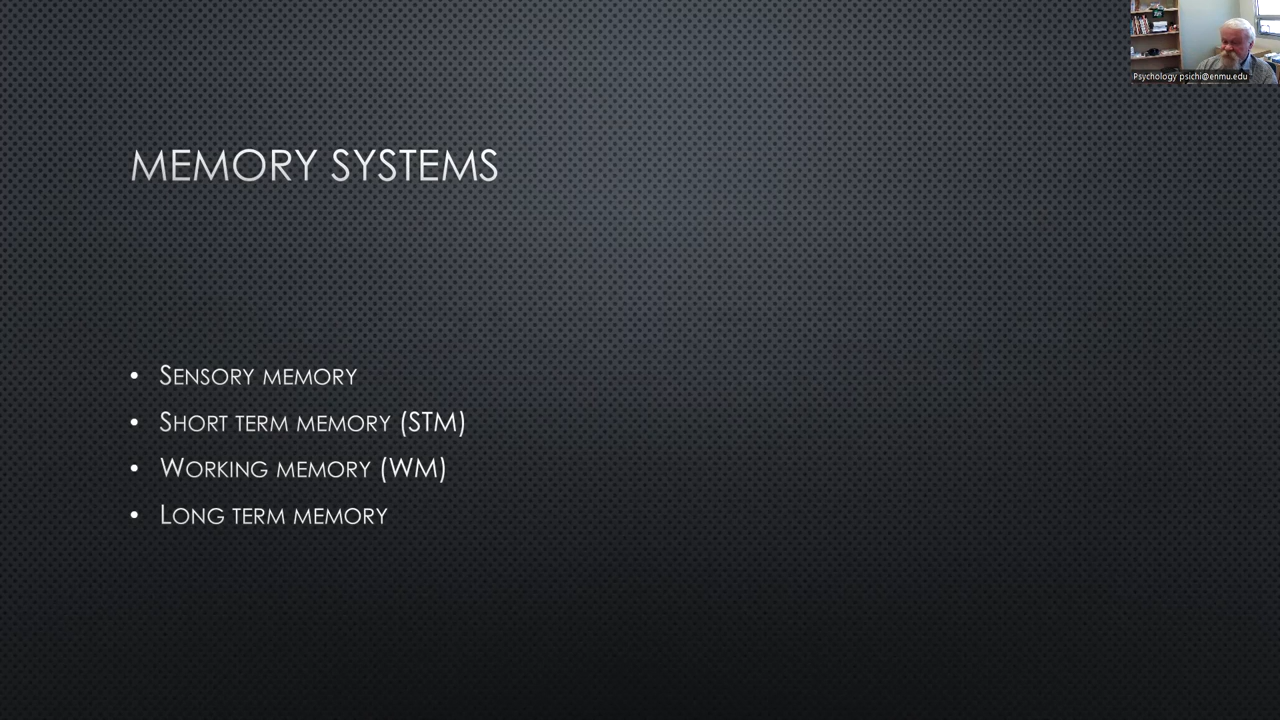 Psychology psichi@enmu.edu
MEMORY SYSTEMS
• SENSORY MEMORY
• SHORT TERM MEMORY (STM)
• WORKING MEMORY (WM)
• LONG TERM MEMORY